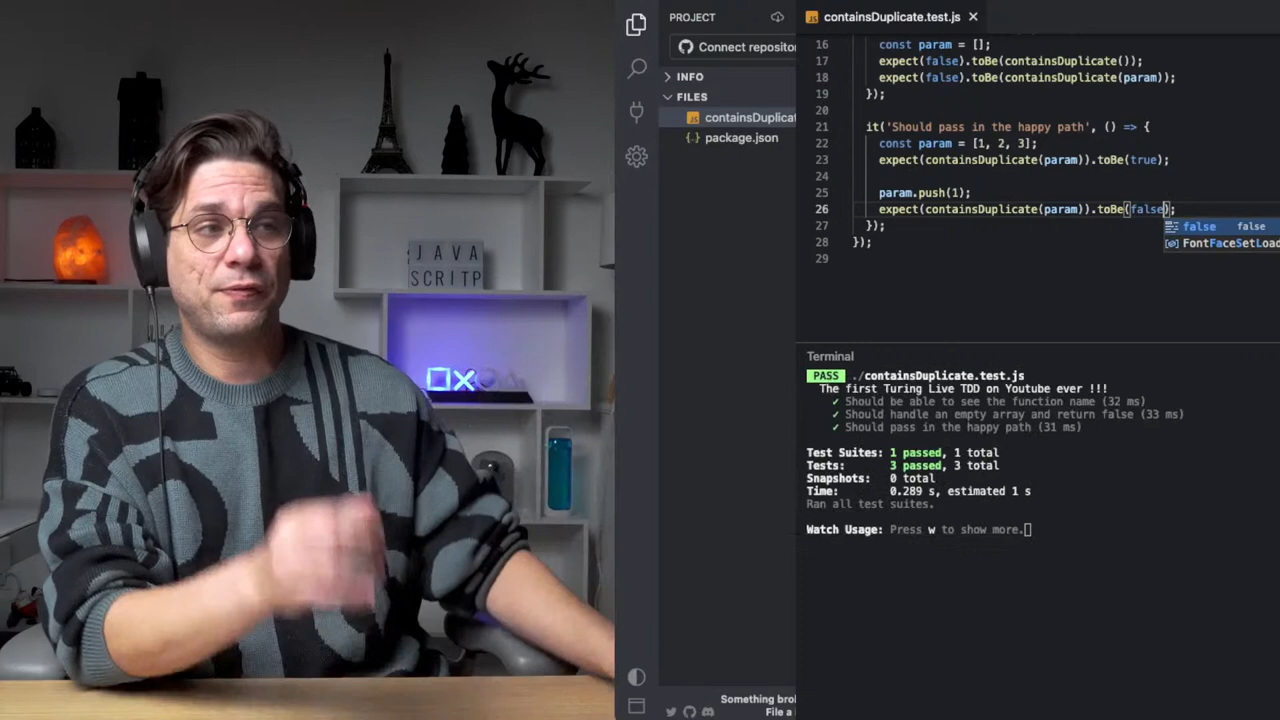 JAVA
SCRITP
PROJECT
Connect reposito
INFO
FILES
containsDuplicat
package.json
containsDuplicate.test.js
16 const param = [];
17 expect(false).toBe(containsDuplicate());
18 expect(false).toBe(containsDuplicate(param));
19 });
20
21 it('Should pass in the happy path', () => {
22 const param = [1, 2, 3];
23 expect(containsDuplicate(param)).toBe(true);
24
25 param.push(1);
26 expect(containsDuplicate(param)).toBe(false);
false false
FontFaceSetLoad
27 });
28 });
29
Terminal
PASS ./containsDuplicate.test.js
The first Turing Live TDD on Youtube ever !!!
✓ Should be able to see the function name (32 ms)
✓ Should handle an empty array and return false (33 ms)
✓ Should pass in the happy path (31 ms)
Test Suites: 1 passed, 1 total
Tests: 3 passed, 3 total
Snapshots: 0 total
Time: 0.289 s, estimated 1 s
Ran all test suites.
Watch Usage: Press w to show more.
Something bro
File a